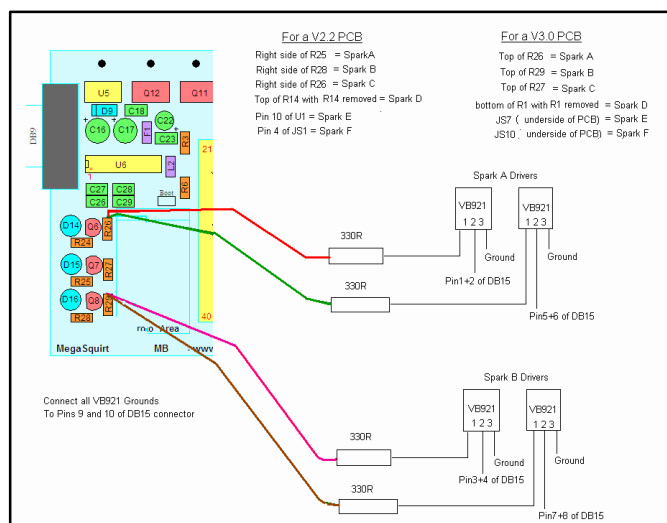 For a V2.2 PCB
Right side of R25 = SparkA
Right side of R28 = Spark B
Right side of R26 = Spark C
Top of R14 with R14 removed = Spark D
Pin 10 of U1 = Spark E
Pin 4 of JS1 = Spark F
For a V3.0 PCB
Top of R26 = Spark A
Top of R29 = Spark B
Top of R27 = Spark C
bottom of R1 with R1 removed = Spark D
JS7 ( underside of PCB) = Spark E
JS10 ( underside of PCB) = Spark F
DB9
U5
Q12
Q11
D9
C18
C16
C17
F1
C22
C23
R3
U6
1
L2
21
R6
C27
C28
C26
C29
Boot
D14
Q6
R26
R24
D15
Q7
R27
R25
D16
Q8
R29
R28
40
Area
MegaSquirt MB www
Spark A Drivers
VB921
1 2 3
VB921
1 2 3
330R
Ground
Ground
Pin1+2 of DB15
330R
Pin5+6 of DB15
Spark B Drivers
VB921
1 2 3
VB921
1 2 3
330R
Ground
Ground
Pin3+4 of DB15
330R
Pin7+8 of DB15
Connect all VB921 Grounds
To Pins 9 and 10 of DB15 connector